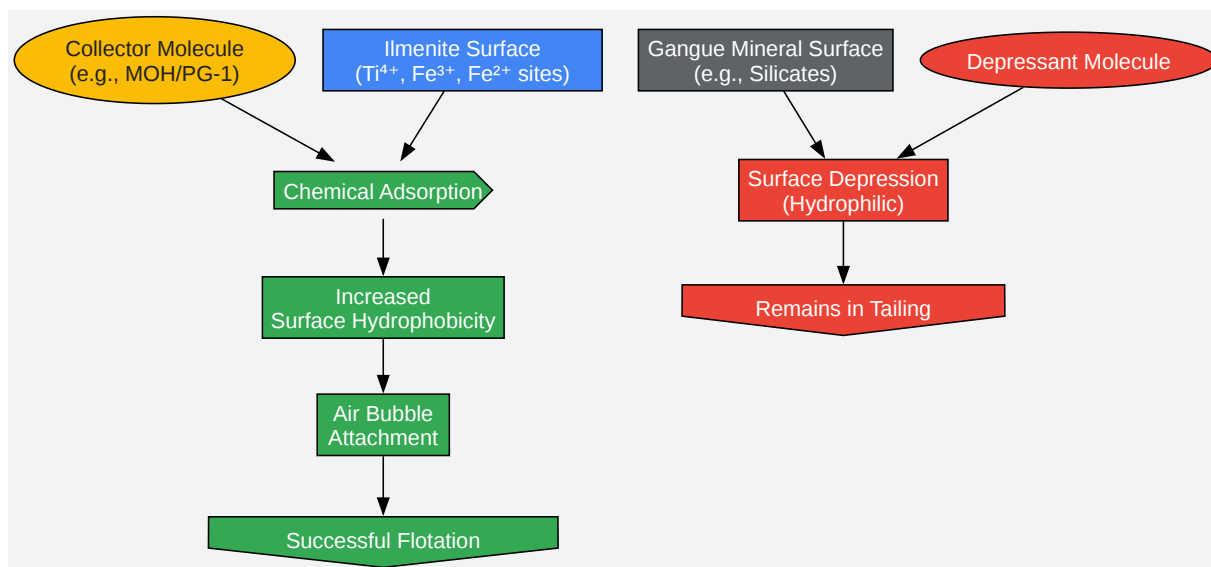 Collector Molecule
(e.g., MOH/PG-1)
Ilmenite Surface
(Ti⁴⁺, Fe³⁺, Fe²⁺ sites)
Gangue Mineral Surface
(e.g., Silicates)
Depressant Molecule
Chemical Adsorption
Surface Depression
(Hydrophilic)
Increased
Surface Hydrophobicity
Remains in Tailing
Air Bubble
Attachment
Successful Flotation